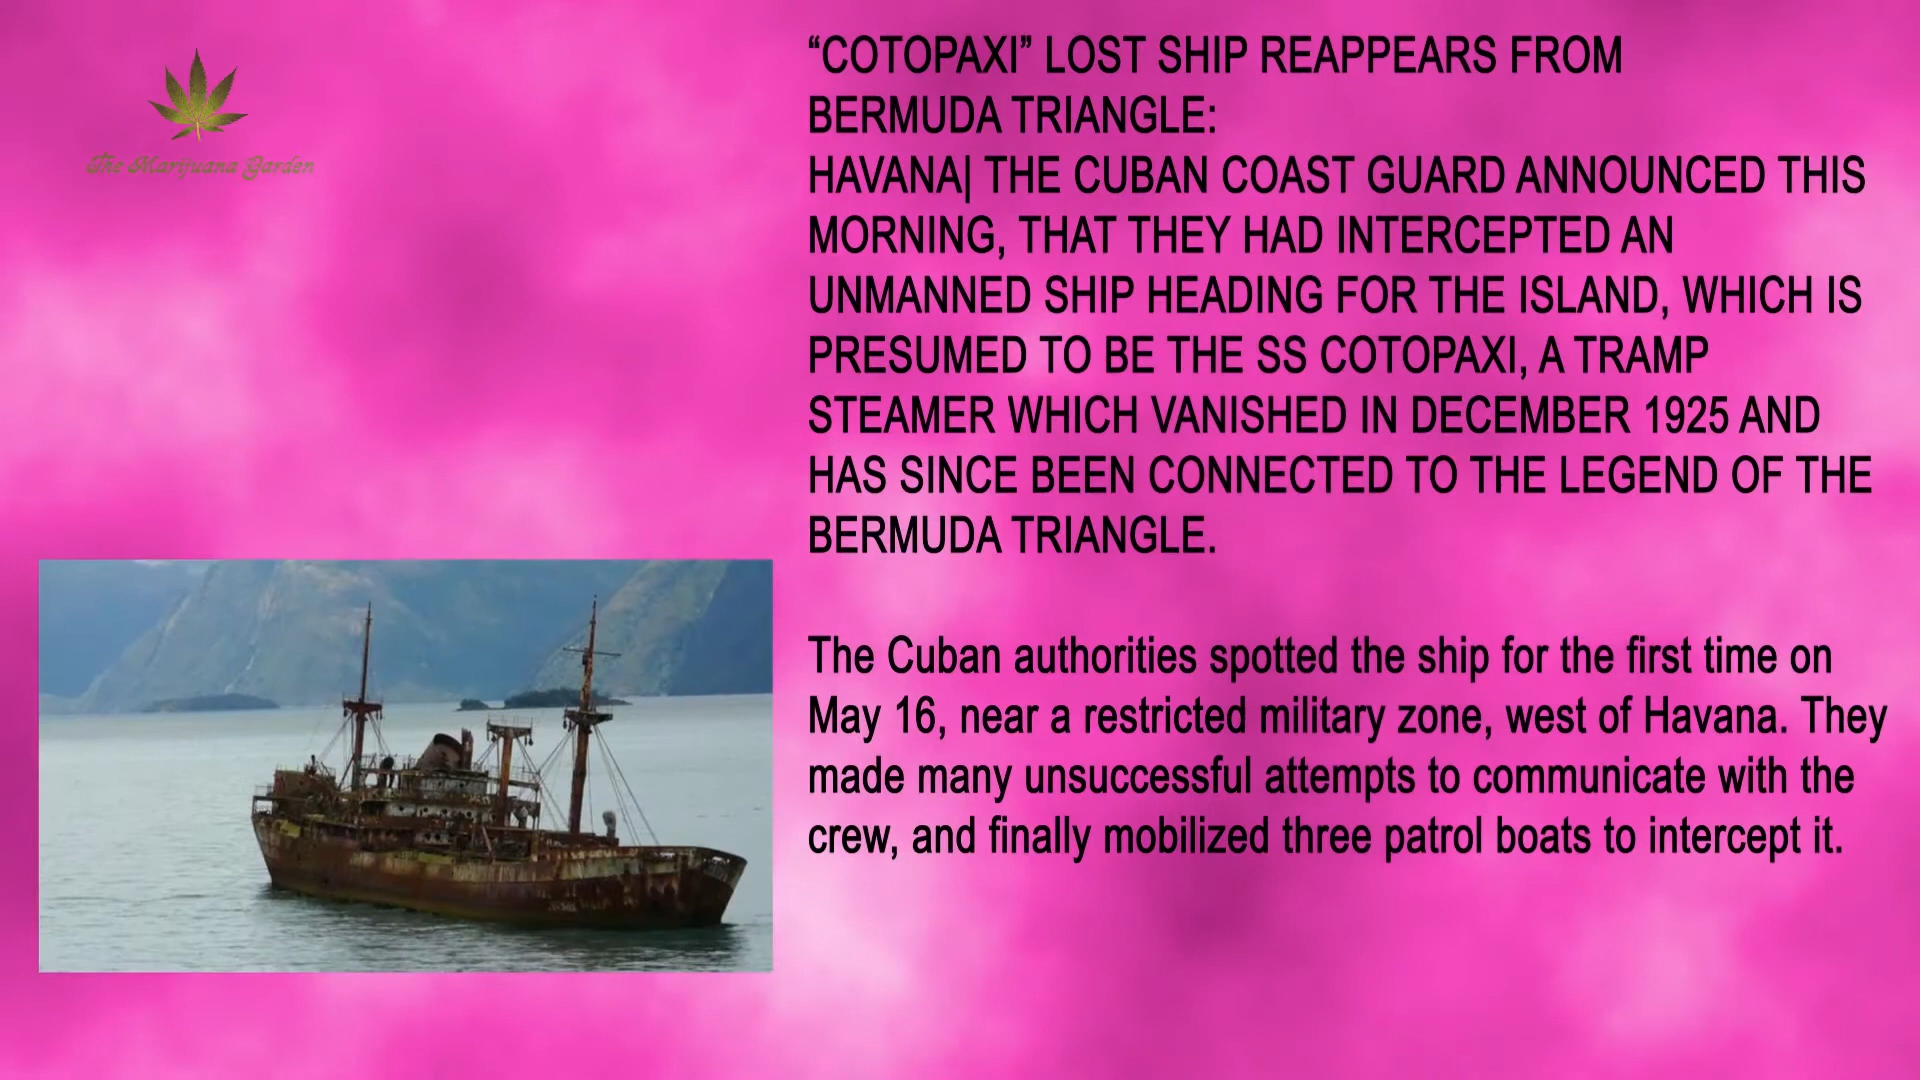 The Marijuana Garden
“COTOPAXI” LOST SHIP REAPPEARS FROM
BERMUDA TRIANGLE:
HAVANA| THE CUBAN COAST GUARD ANNOUNCED THIS
MORNING, THAT THEY HAD INTERCEPTED AN
UNMANNED SHIP HEADING FOR THE ISLAND, WHICH IS
PRESUMED TO BE THE SS COTOPAXI, A TRAMP
STEAMER WHICH VANISHED IN DECEMBER 1925 AND
HAS SINCE BEEN CONNECTED TO THE LEGEND OF THE
BERMUDA TRIANGLE.
The Cuban authorities spotted the ship for the first time on
May 16, near a restricted military zone, west of Havana. They
made many unsuccessful attempts to communicate with the
crew, and finally mobilized three patrol boats to intercept it.